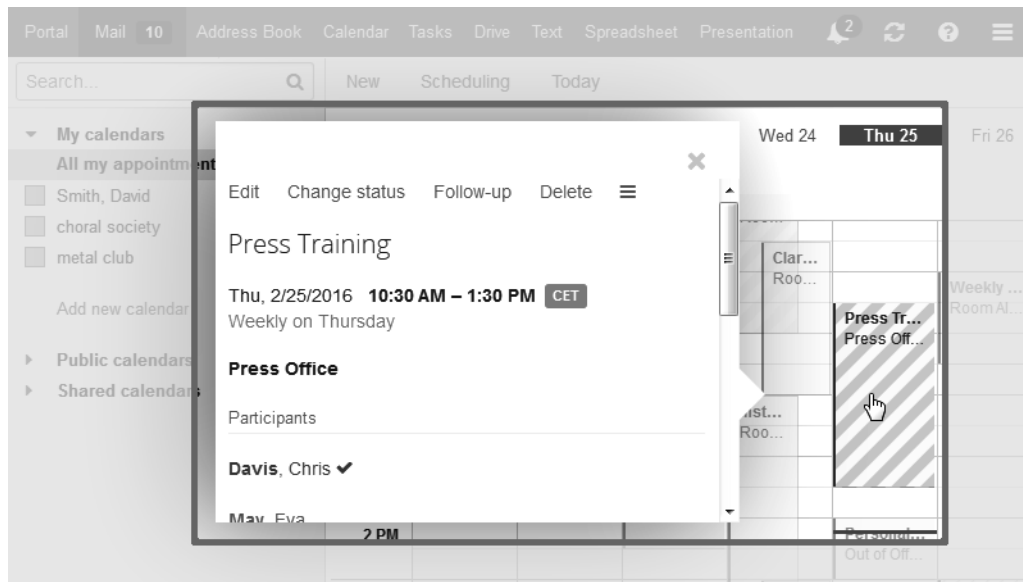 Portal Mail 10 Address Book Calendar Tasks Drive Text Spreadsheet Presentation 2
Search... New Scheduling Today
My calendars
All my appointment
Smith, David
choral society
metal club
Add new calendar
Public calendars
Shared calendars
Wed 24 Thu 25 Fri 26
Edit Change status Follow-up Delete
Press Training
Thu, 2/25/2016 10:30 AM – 1:30 PM CET
Weekly on Thursday
Press Office
Participants
Davis, Chris
May, Eva
Clar...
Roo...
Press Tr...
Press Off...
Weekly ...
Room Al...
Roo...
2 PM
Personal...
Out of Off...